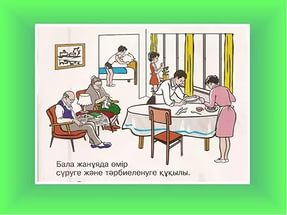 Бала жанұяда өмір
сүруге және тәрбиеленуге құқылы.